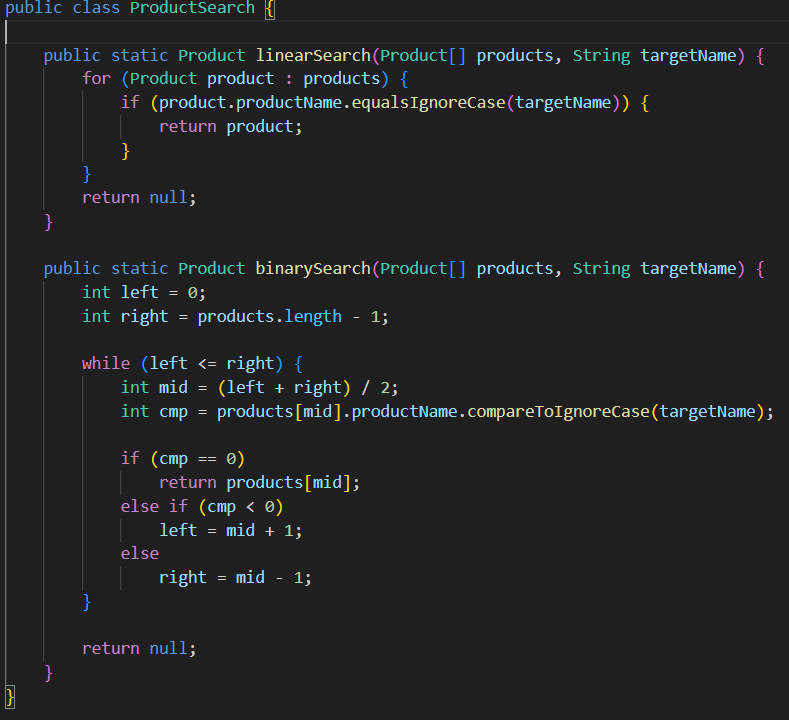 public class ProductSearch {
    public static Product linearSearch(Product[] products, String targetName) {
        for (Product product : products) {
            if (product.productName.equalsIgnoreCase(targetName)) {
                return product;
            }
        }
        return null;
    }
    public static Product binarySearch(Product[] products, String targetName) {
        int left = 0;
        int right = products.length - 1;
        while (left <= right) {
            int mid = (left + right) / 2;
            int cmp = products[mid].productName.compareToIgnoreCase(targetName);
            if (cmp == 0)
                return products[mid];
            else if (cmp < 0)
                left = mid + 1;
            else
                right = mid - 1;
        }
        return null;
    }
}